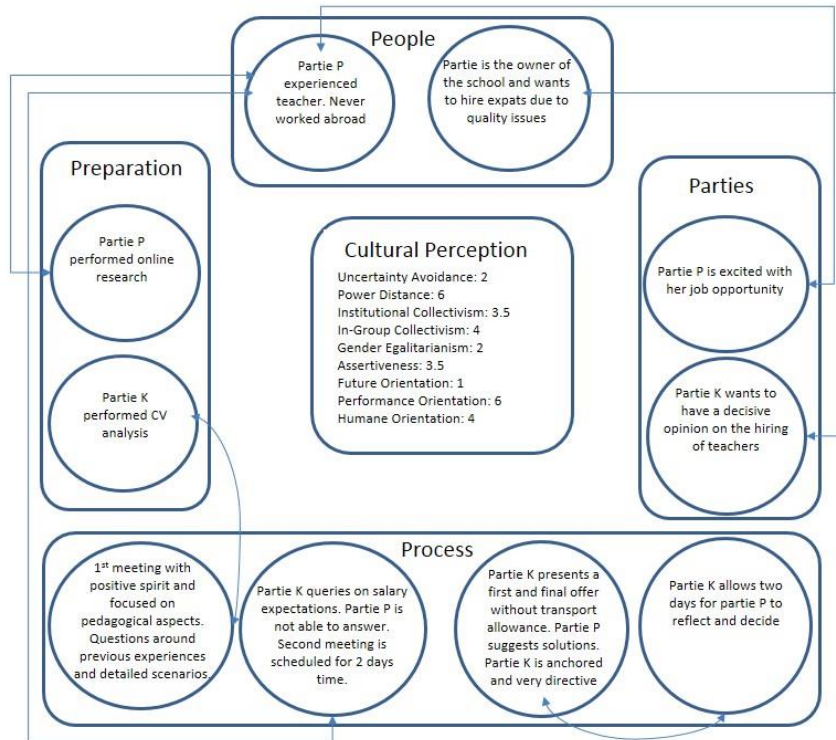 People
Partie P
experienced
teacher. Never
worked abroad
Partie is the owner of
the school and wants
to hire expats due to
quality issues
Preparation
Partie P
performed online
research
Partie K
performed CV
analysis
Cultural Perception
Uncertainty Avoidance: 2
Power Distance: 6
Institutional Collectivism: 3.5
In-Group Collectivism: 4
Gender Egalitarianism: 2
Assertiveness: 3.5
Future Orientation: 1
Performance Orientation: 6
Humane Orientation: 4
Parties
Partie P is excited with
her job opportunity
Partie K wants to
have a decisive
opinion on the hiring
of teachers
Process
1st meeting with
positive spirit and
focused on
pedagogical aspects.
Questions around
previous experiences
and detailed scenarios.
Partie K queries on salary
expectations. Partie P is
not able to answer.
Second meeting is
scheduled for 2 days
time.
Partie K presents a
first and final offer
without transport
allowance. Partie P
suggests solutions.
Partie K is anchored
and very directive
Partie K allows two
days for partie P to
reflect and decide